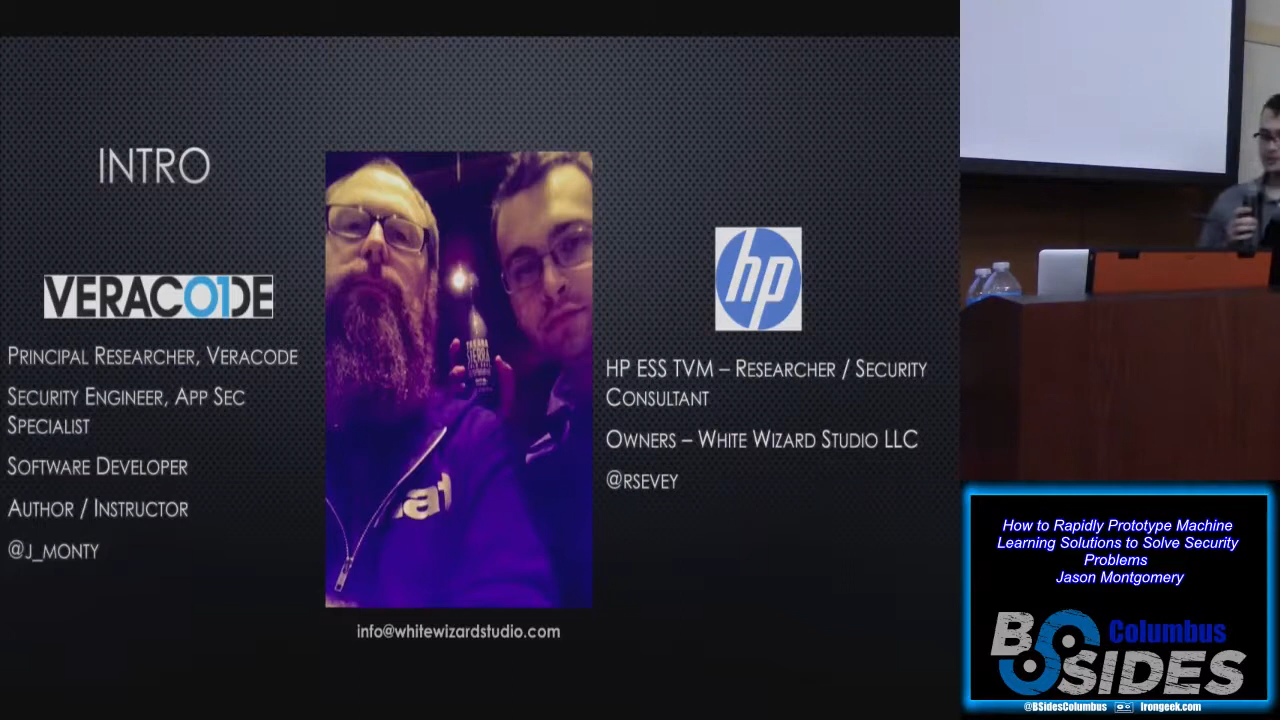 INTRO
VERACODE
PRINCIPAL RESEARCHER, VERACODE
SECURITY ENGINEER, APP SEC
SPECIALIST
SOFTWARE DEVELOPER
AUTHOR / INSTRUCTOR
@J_MONTY
info@whitewizardstudio.com
hp
HP ESS TVM – RESEARCHER / SECURITY
CONSULTANT
OWNERS – WHITE WIZARD STUDIO LLC
@RSEVEY
How to Rapidly Prototype Machine
Learning Solutions to Solve Security
Problems
Jason Montgomery
BSIDES
Columbus
@BSidesColumbus Irongeek.com